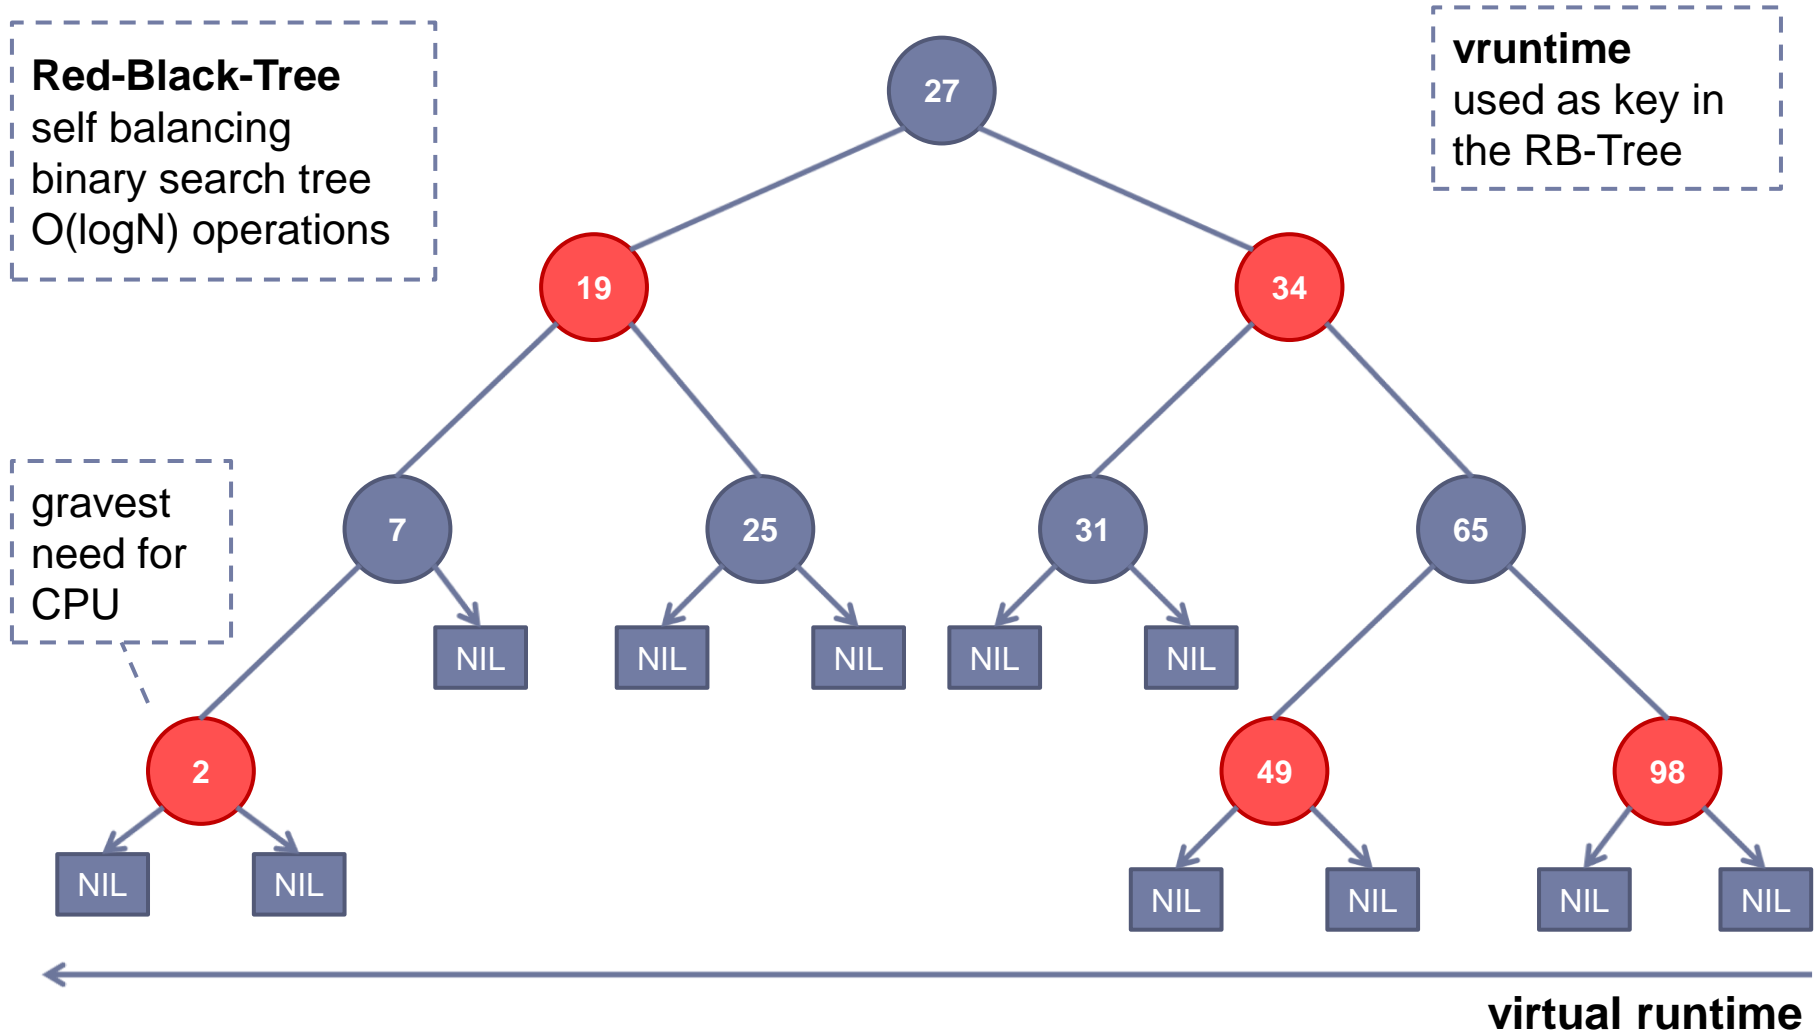 Red-Black-Tree
self balancing
binary search tree
O(logN) operations
vruntime
used as key in
the RB-Tree
27
19
34
gravest
need for
CPU
7
25
31
65
NIL
NIL
NIL
NIL
NIL
2
49
98
NIL
NIL
NIL
NIL
NIL
NIL
virtual runtime